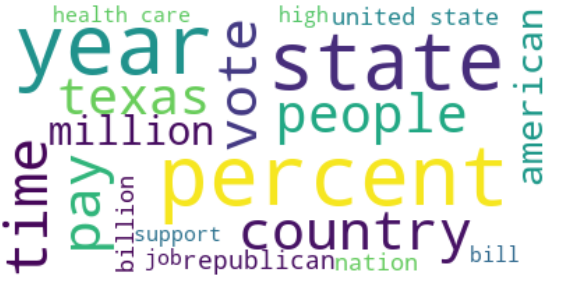 health care
high
united state
year
state
vote
american
texas
people
million
time
pay
percent
billion
support
country
job
republican
nation
bill